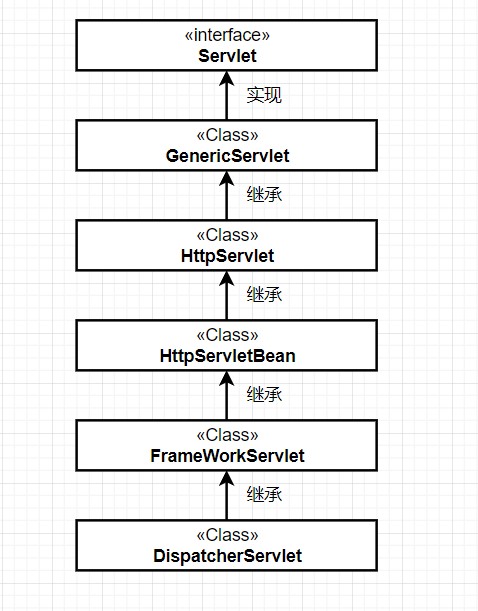 «interface»
Servlet
实现
«Class»
GenericServlet
继承
«Class»
HttpServlet
继承
«Class»
HttpServletBean
继承
«Class»
FrameWorkServlet
继承
«Class»
DispatcherServlet